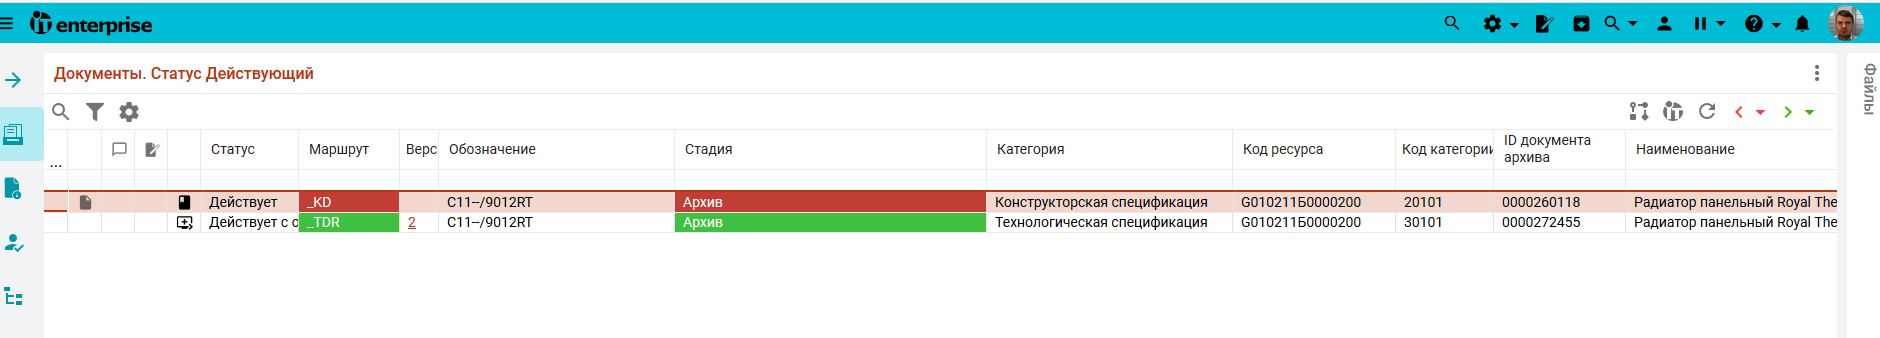 it enterprise
Документы. Статус Действующий
Файлы
... Статус Маршрут Верс Обозначение Стадия Категория Код ресурса Код категории ID документа архива Наименование
Действует _KD C11--/9012RT Архив Конструкторская спецификация G010211Б0000200 20101 0000260118 Радиатор панельный Royal The
Действует с о _TDR 2 C11--/9012RT Архив Технологическая спецификация G010211Б0000200 30101 0000272455 Радиатор панельный Royal The